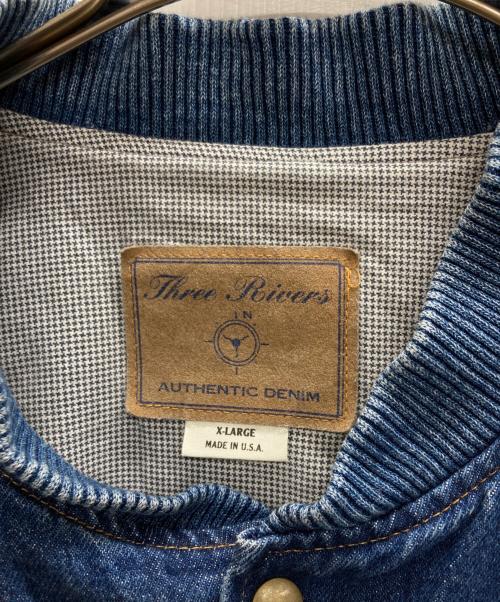 Three Rivers
IN
AUTHENTIC DENIM
X-LARGE
MADE IN U.S.A.